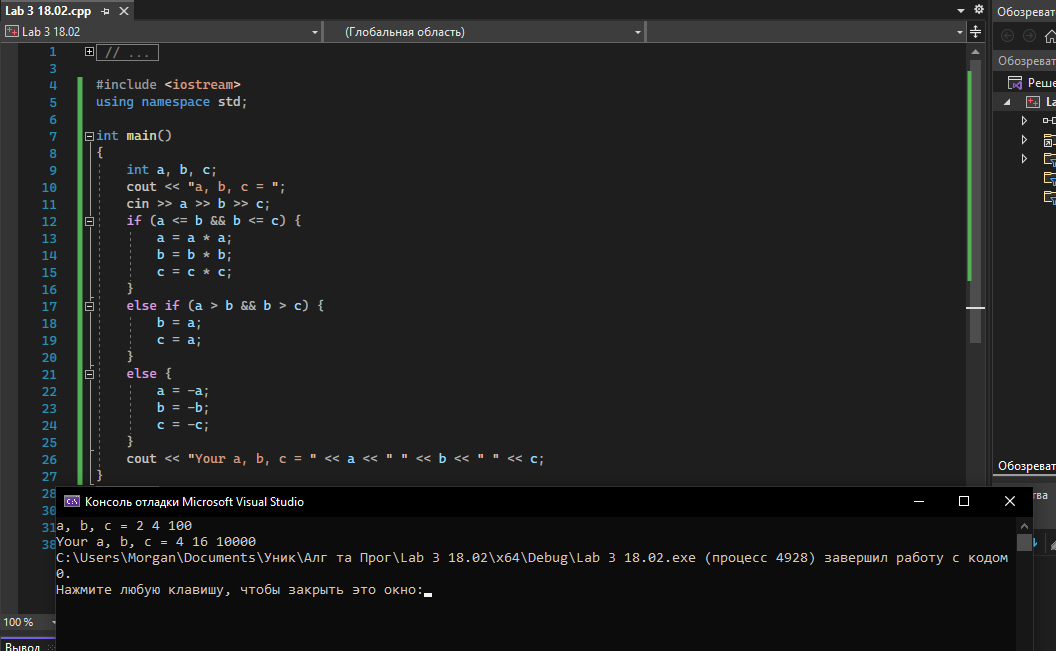 Lab 3 18.02.cpp
Обозреват
Lab 3 18.02
(Глобальная область)
Обозреват
Реше
La
1 // ...
3
4 #include <iostream>
5 using namespace std;
6
7 int main()
8 {
9 int a, b, c;
10 cout << "a, b, c = ";
11 cin >> a >> b >> c;
12 if (a <= b && b <= c) {
13 a = a * a;
14 b = b * b;
15 c = c * c;
16 }
17 else if (a > b && b > c) {
18 b = a;
19 c = a;
20 }
21 else {
22 a = -a;
23 b = -b;
24 c = -c;
25 }
26 cout << "Your a, b, c = " << a << " " << b << " " << c;
27 }
28
30
31
38
Обозреват
тва
C:\ Консоль отладки Microsoft Visual Studio
a, b, c = 2 4 100
Your a, b, c = 4 16 10000
C:\Users\Morgan\Documents\Уник\Алг та Прог\Lab 3 18.02\x64\Debug\Lab 3 18.02.exe (процесс 4928) завершил работу с кодом
0.
Нажмите любую клавишу, чтобы закрыть это окно:
100 %
Вывод